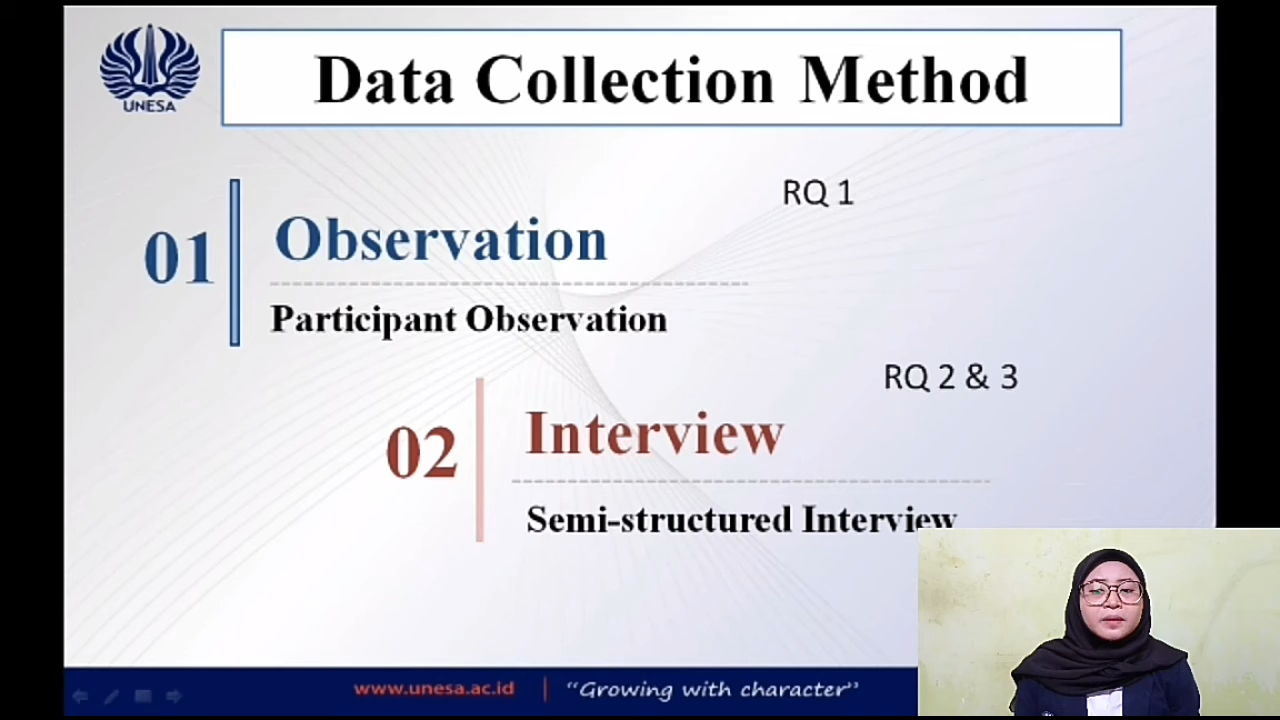 UNESA
Data Collection Method
RQ 1
01
Observation
Participant Observation
RQ 2 & 3
02
Interview
Semi-structured Interview
www.unesa.ac.id | “Growing with character”